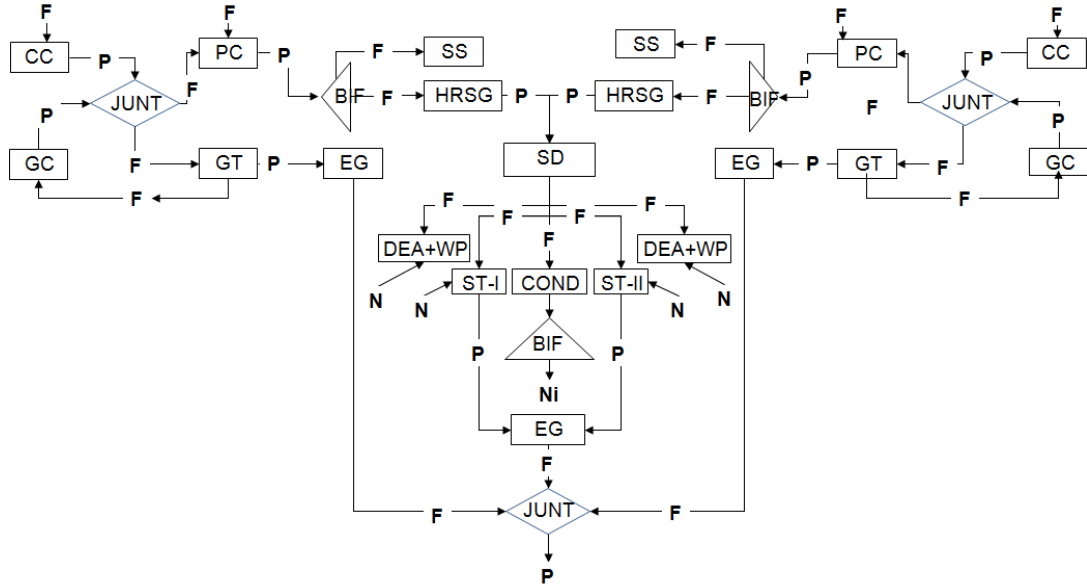 F F F F
CC P PC P F SS SS F PC P CC
JUNT F BIF F HRSG P P HRSG F BIF P F JUNT
P F GT P EG SD EG P GT F P
GC F F GC
F F F F
DEA+WP F DEA+WP
N N ST-I COND ST-II N N
P BIF P
Ni
EG
F
F JUNT F
P